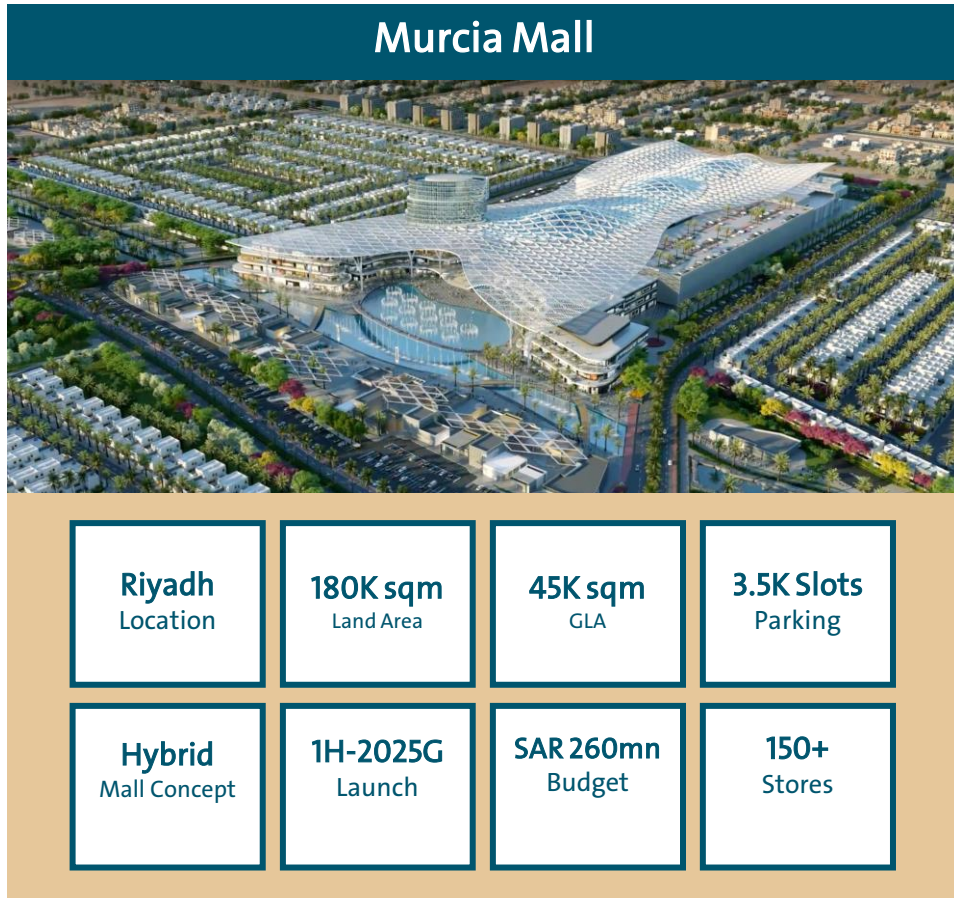 Murcia Mall
Riyadh
Location
180K sqm
Land Area
45K sqm
GLA
3.5K Slots
Parking
Hybrid
Mall Concept
1H-2025G
Launch
SAR 260mn
Budget
150+
Stores